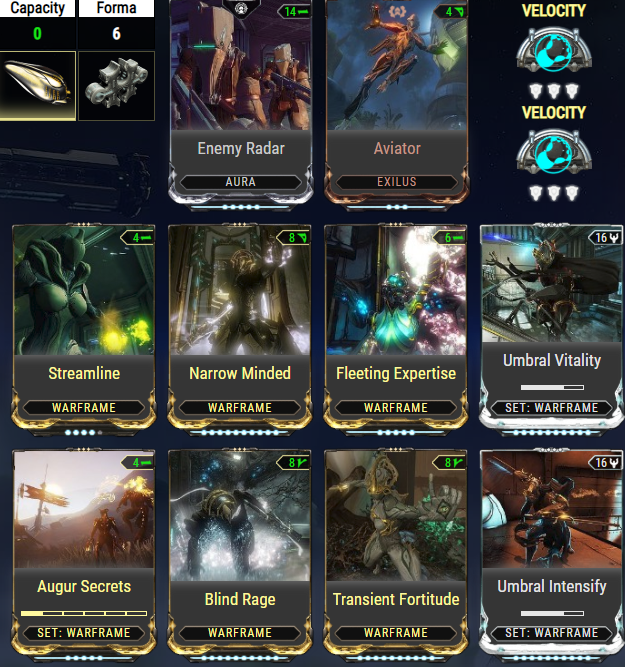 Capacity Forma
0 6
14
4
VELOCITY
VELOCITY
Enemy Radar
AURA
Aviator
EXILUS
4
8
6
16
Streamline
WARFRAME
Narrow Minded
WARFRAME
Fleeting Expertise
WARFRAME
Umbral Vitality
SET: WARFRAME
4
8
8
16
Augur Secrets
SET: WARFRAME
Blind Rage
WARFRAME
Transient Fortitude
WARFRAME
Umbral Intensify
SET: WARFRAME